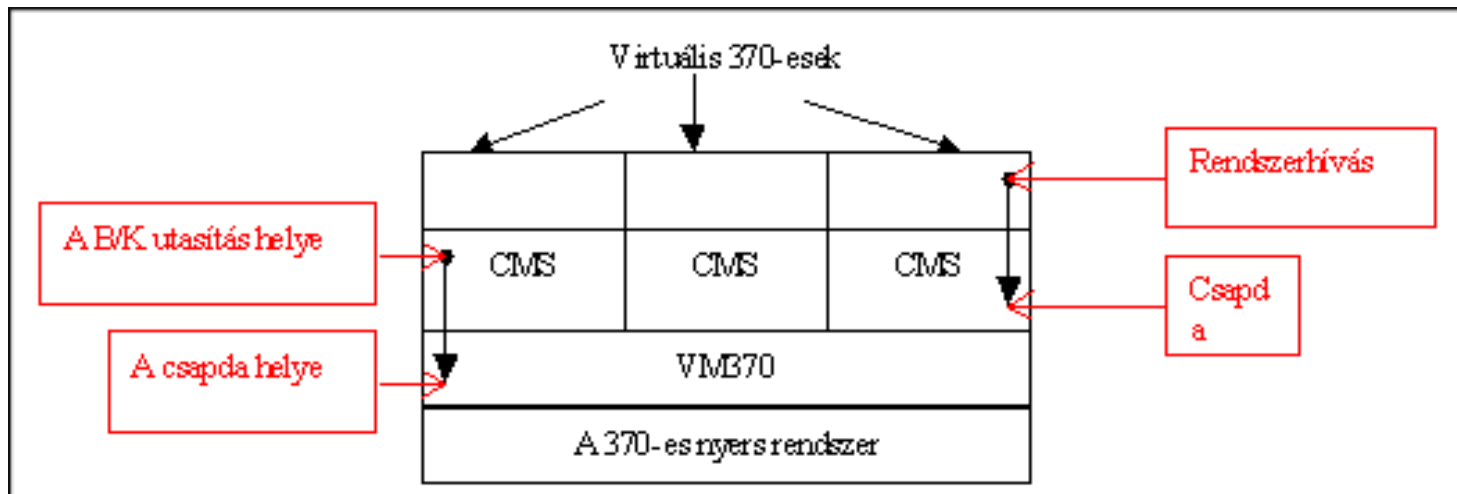 Virtuális 370-esek
Rendszerhívás
A B/K utasítás helye
CMS CMS CMS
Csapd
a
A csapda helye
VM370
A 370-es nyers rendszer